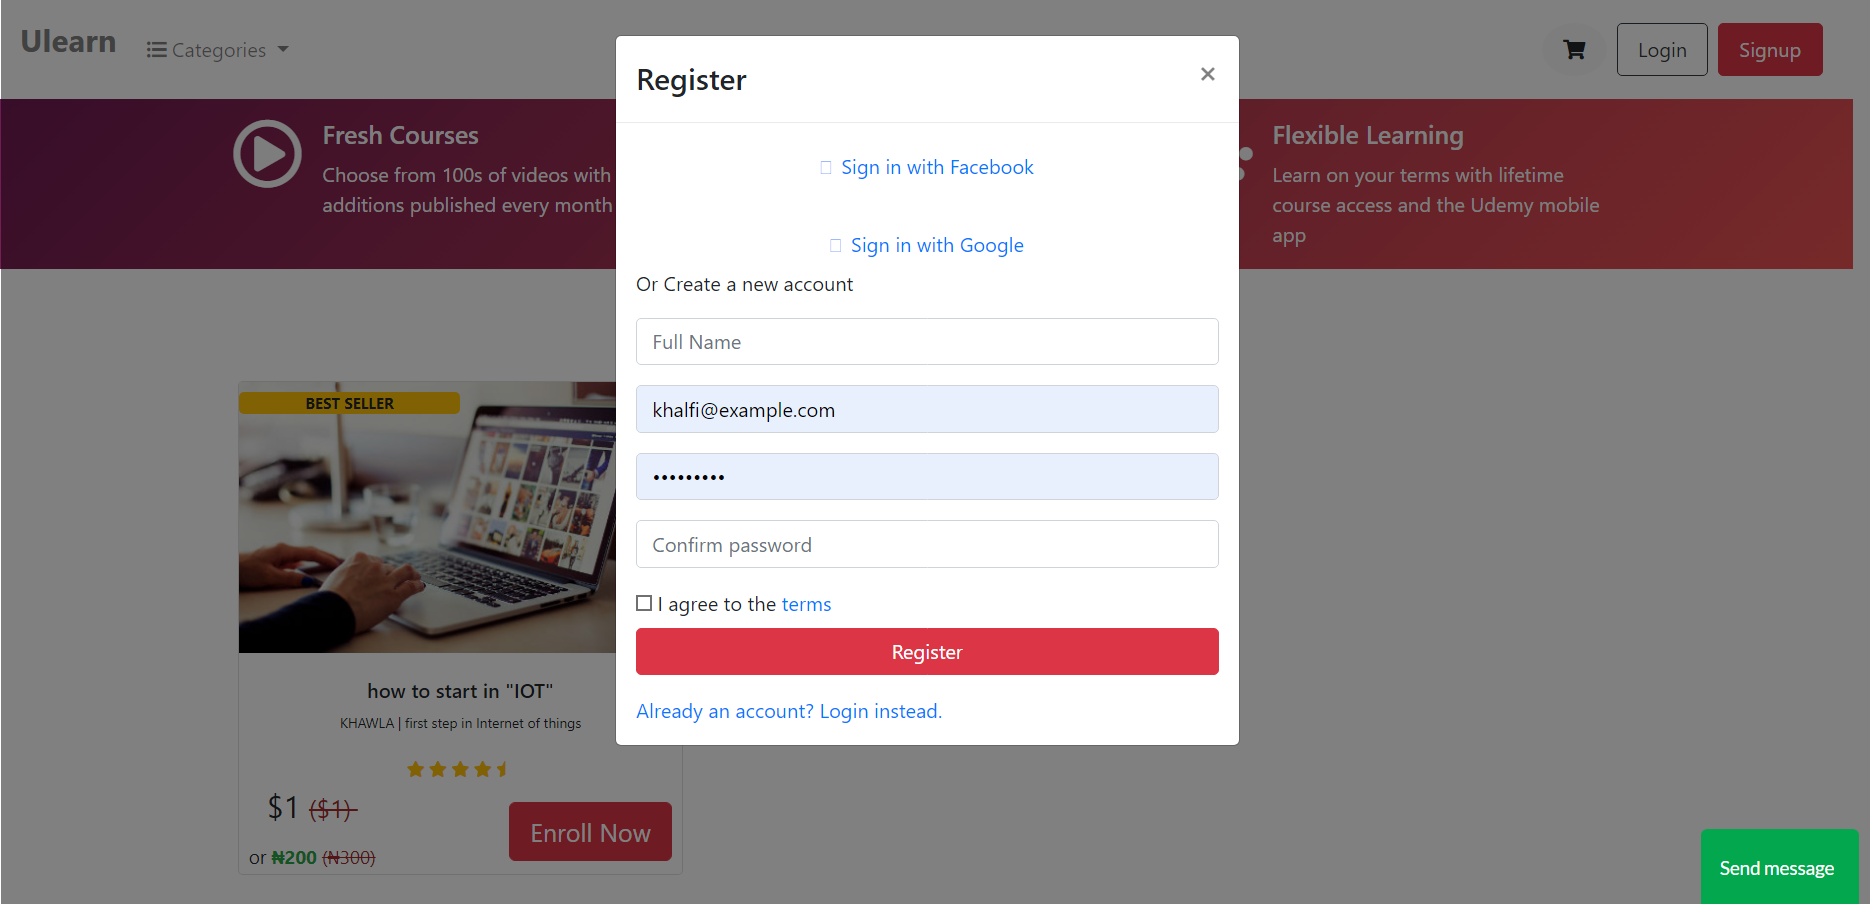 Ulearn
Categories
Login
Signup
Fresh Courses
Choose from 100s of videos with
additions published every month
Flexible Learning
Learn on your terms with lifetime
course access and the Udemy mobile
app
Register
×
Sign in with Facebook
Sign in with Google
Or Create a new account
Full Name
khalfi@example.com
•••••••••
Confirm password
I agree to the terms
Register
Already an account? Login instead.
BEST SELLER
how to start in "IOT"
KHAWLA | first step in Internet of things
$1 ($1)
Enroll Now
or ₦200 (₦300)
Send message